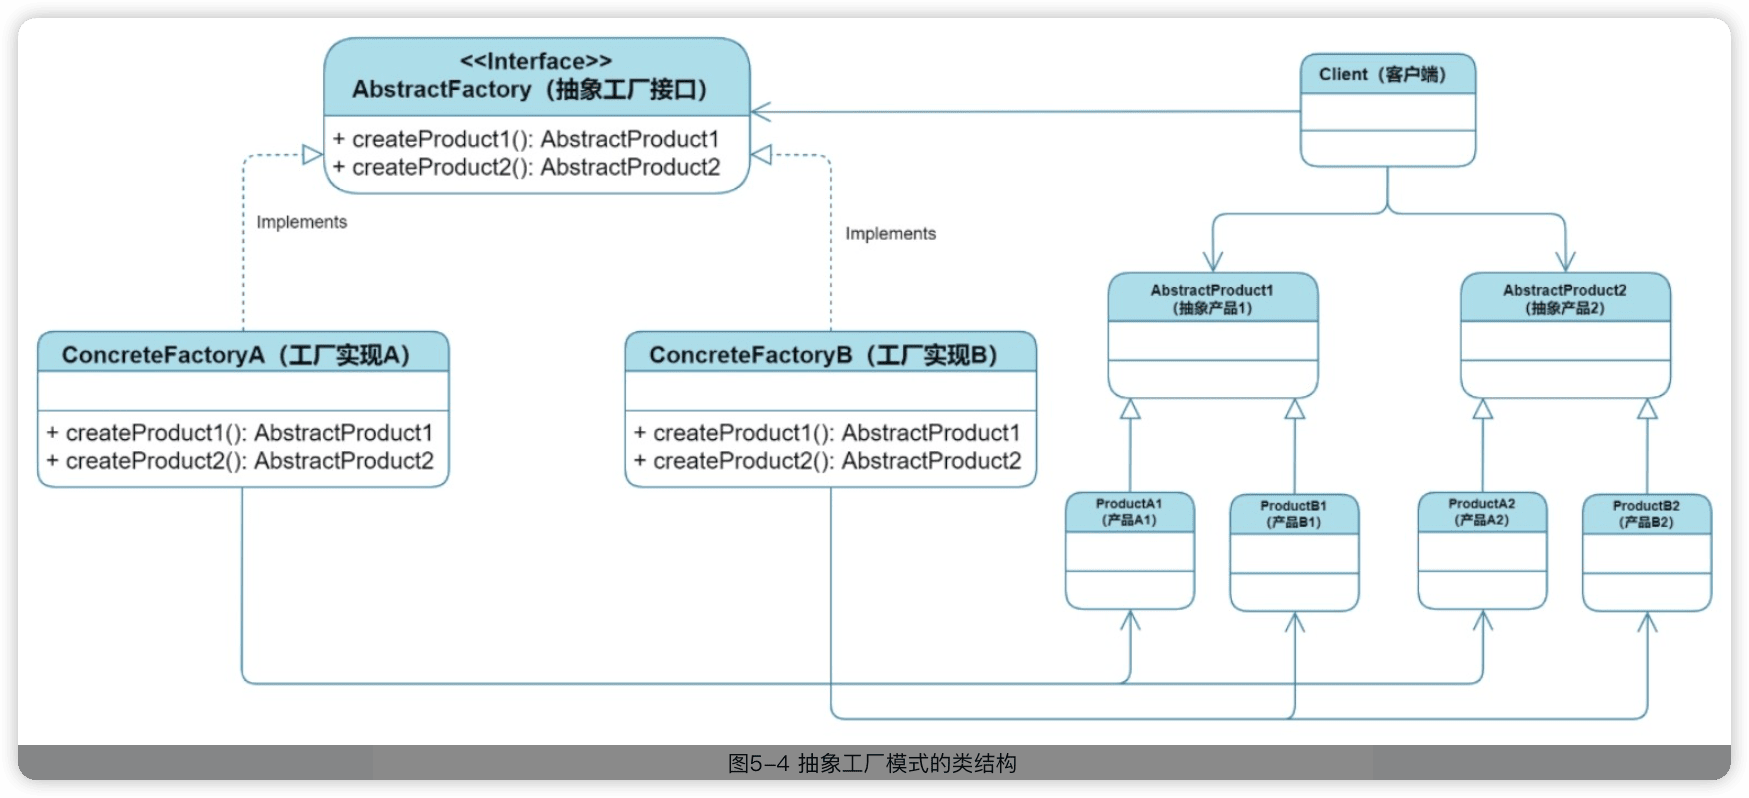 <<Interface>>
AbstractFactory（抽象工厂接口）
+ createProduct1(): AbstractProduct1
+ createProduct2(): AbstractProduct2
Client（客户端）
Implements
Implements
AbstractProduct1
（抽象产品1）
AbstractProduct2
（抽象产品2）
ConcreteFactoryA（工厂实现A）
+ createProduct1(): AbstractProduct1
+ createProduct2(): AbstractProduct2
ConcreteFactoryB（工厂实现B）
+ createProduct1(): AbstractProduct1
+ createProduct2(): AbstractProduct2
ProductA1
（产品A1）
ProductB1
（产品B1）
ProductA2
（产品A2）
ProductB2
（产品B2）
图5-4 抽象工厂模式的类结构